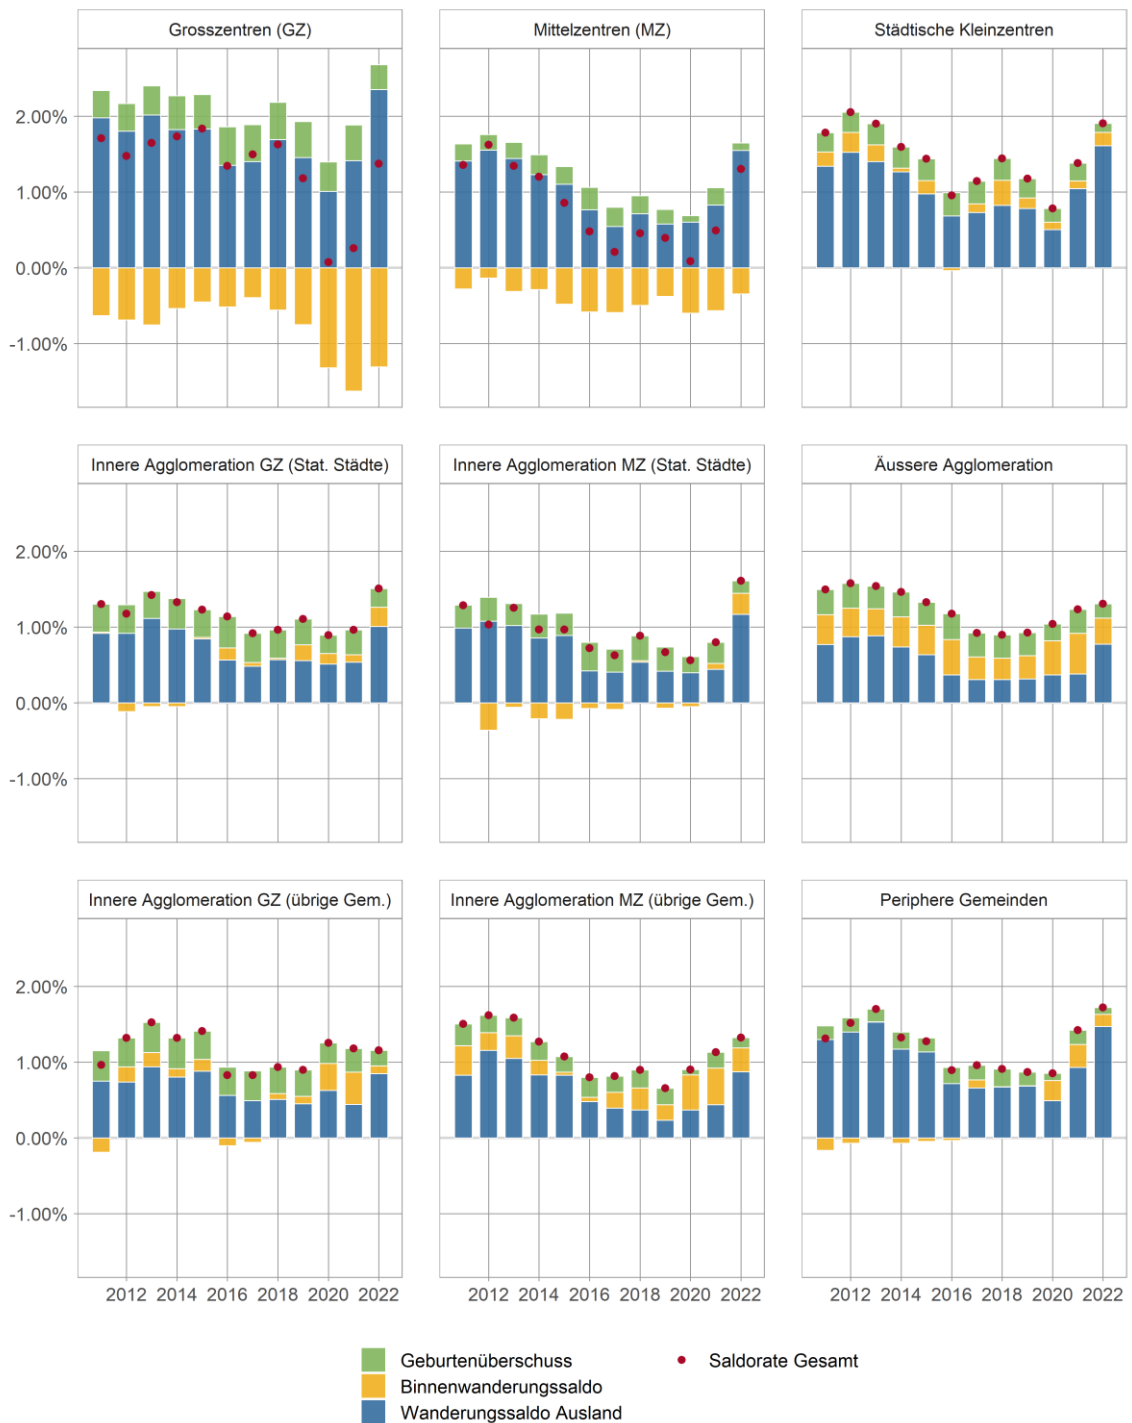 Grosszentren (GZ)
Mittelzentren (MZ)
Städtische Kleinzentren
2.00%
1.00%
0.00%
-1.00%
Innere Agglomeration GZ (Stat. Städte)
Innere Agglomeration MZ (Stat. Städte)
Äussere Agglomeration
2.00%
1.00%
0.00%
-1.00%
Innere Agglomeration GZ (übrige Gem.)
Innere Agglomeration MZ (übrige Gem.)
Periphere Gemeinden
2.00%
1.00%
0.00%
-1.00%
2012 2014 2016 2018 2020 2022
2012 2014 2016 2018 2020 2022
2012 2014 2016 2018 2020 2022
Geburtenüberschuss
Binnenwanderungssaldo
Wanderungssaldo Ausland
Saldorate Gesamt